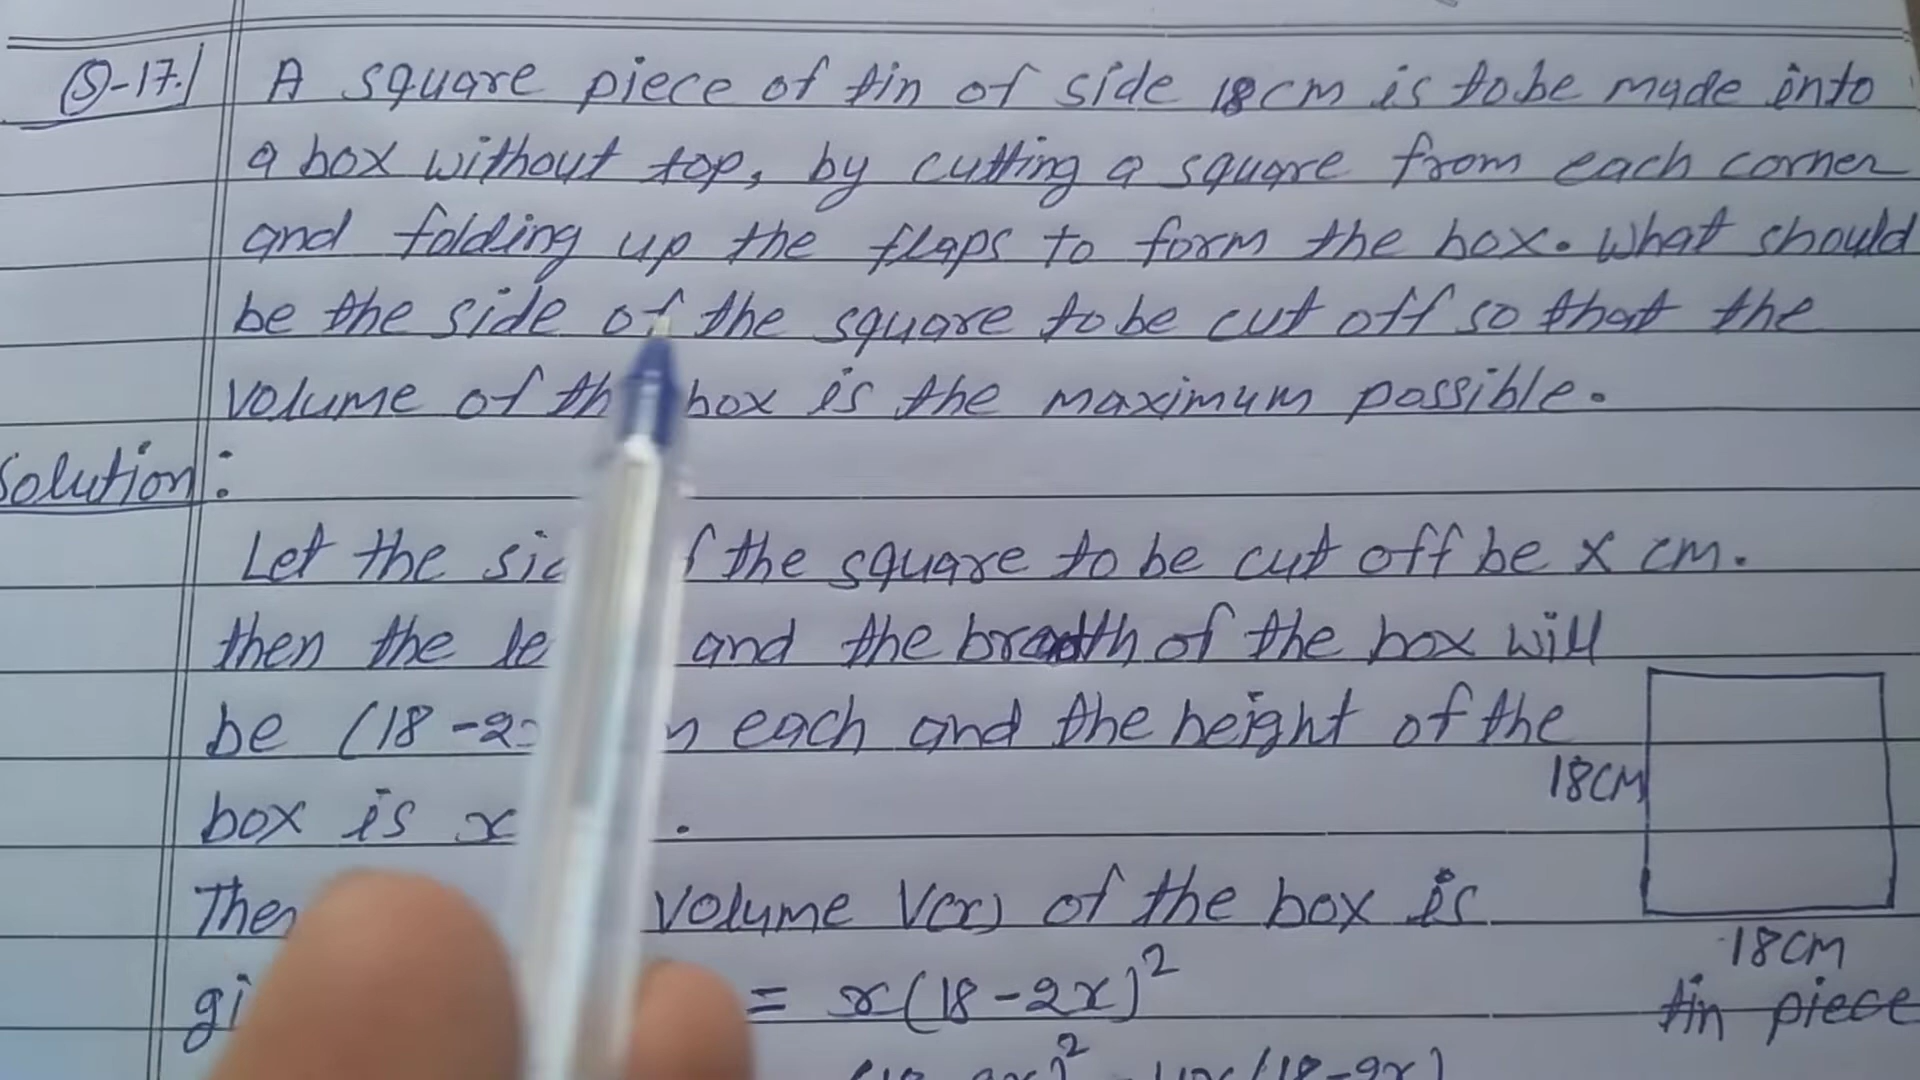 Q-17. A square piece of tin of side 18cm is to be made into
a box without top, by cutting a square from each corner
and folding up the flaps to form the box. What should
be the side of the square to be cut off so that the
volume of th box is the maximum possible.
Solution:
Let the sid f the square to be cut off be x cm.
then the le and the breadth of the box will
be (18-2 each and the height of the
box is x .
Then volume V(x) of the box is
gi = x(18-2x)²
18cm
18cm
tin piece